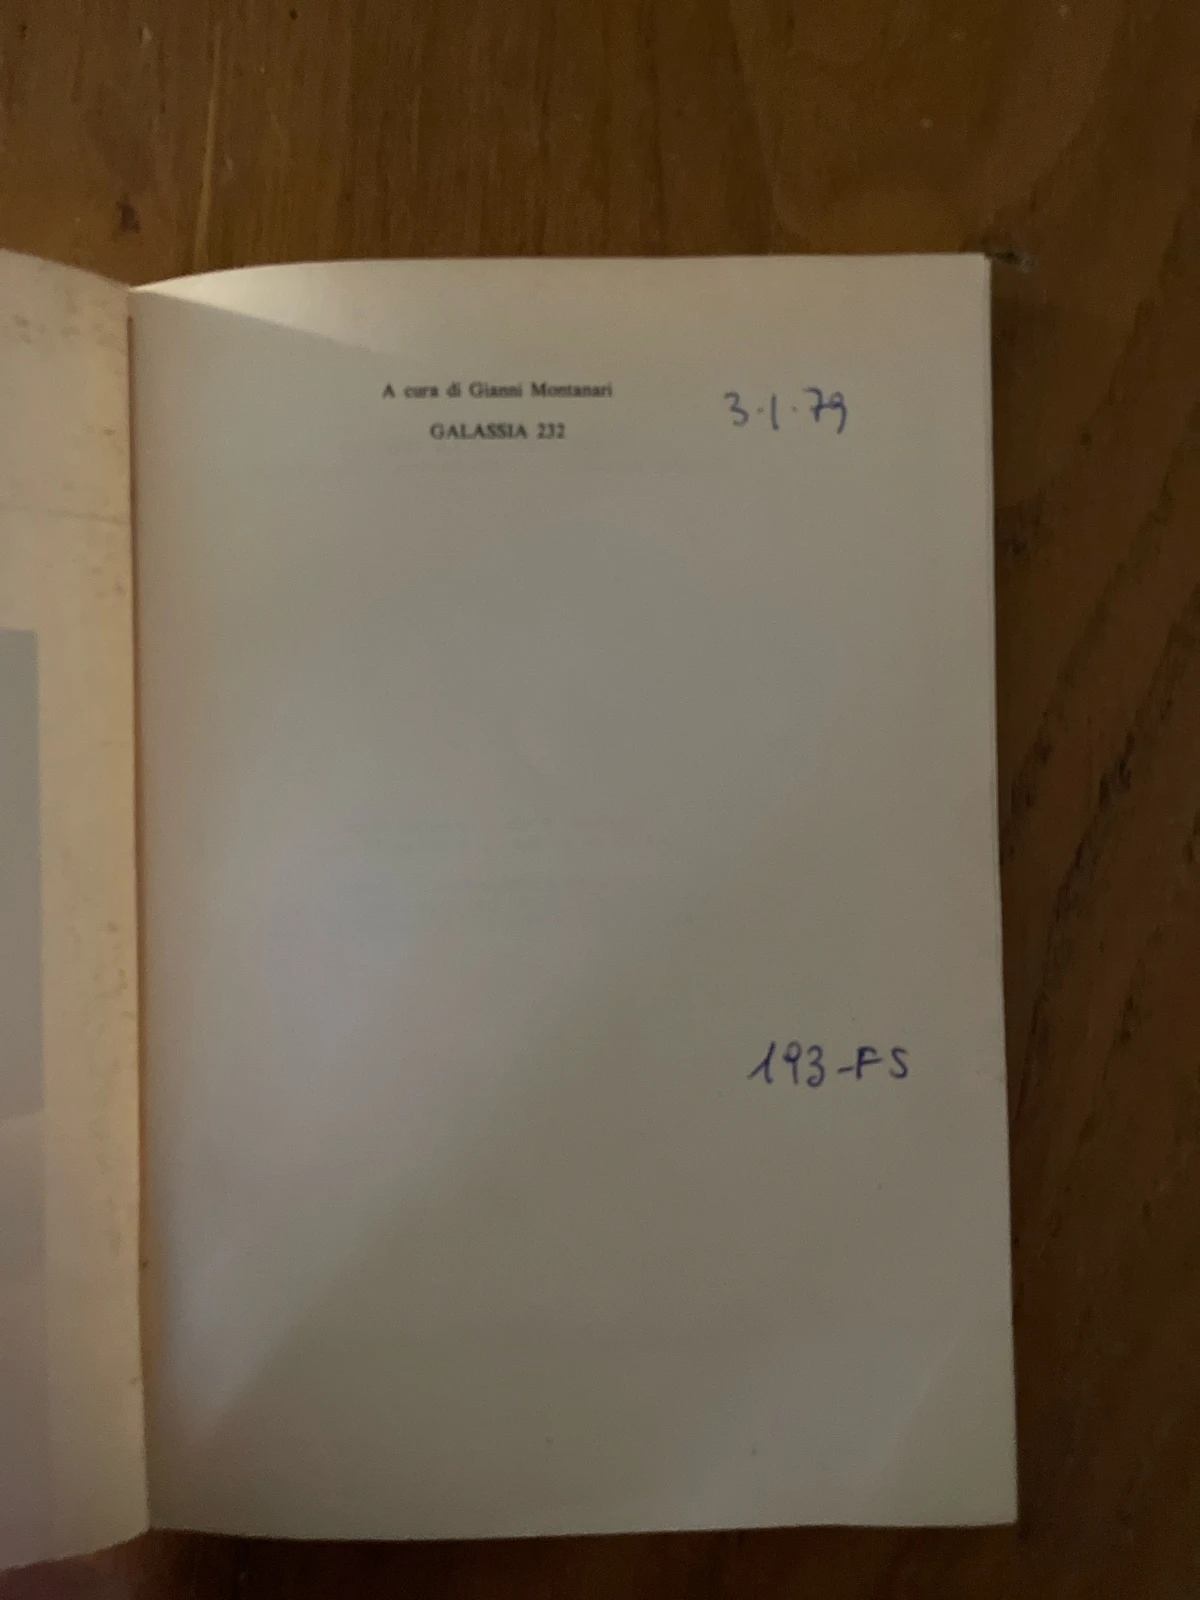 A cura di Gianni Montanari
3.1.79
GALASSIA 232
193-FS